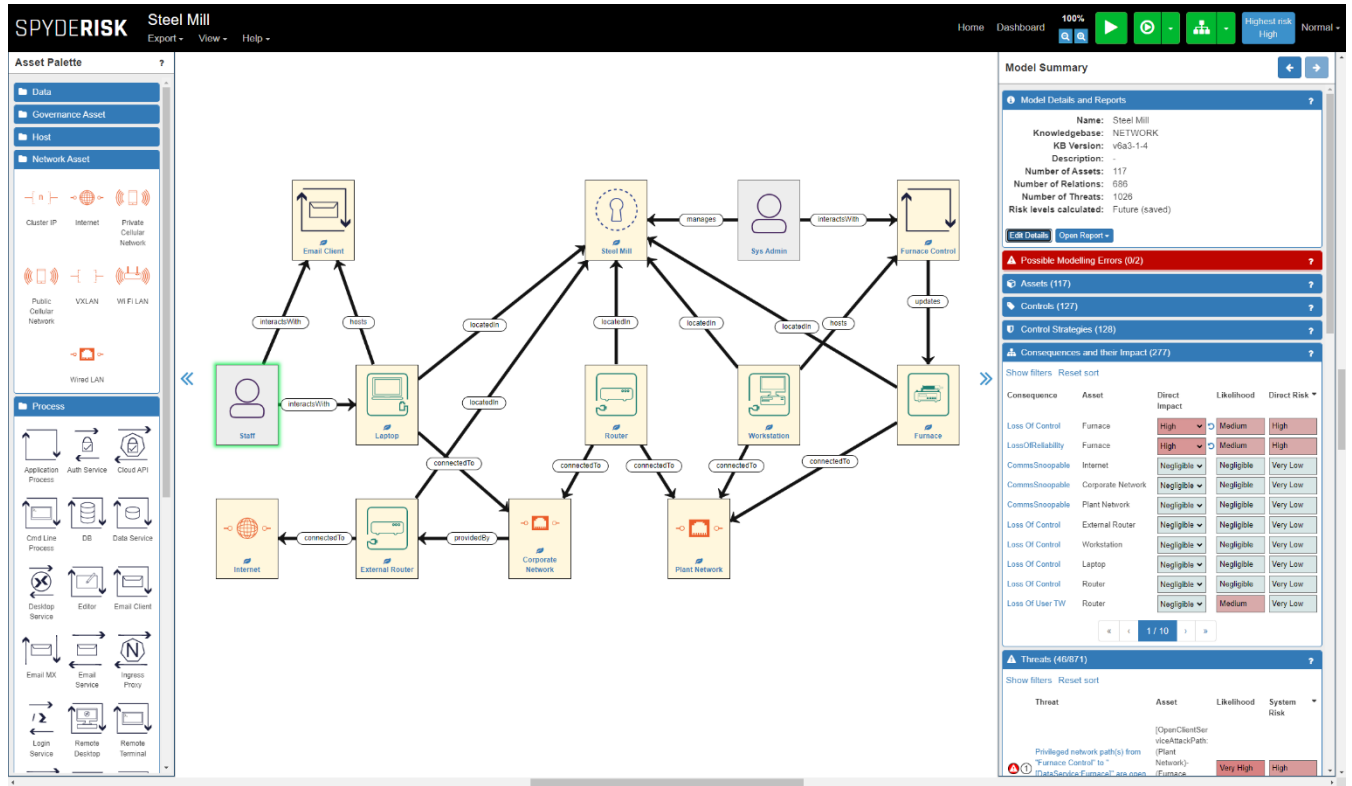 SPYDERISK
Steel Mill
Export
View
Help
Home
Dashboard
100%
Highest risk
High
Normal
Asset Palette
?
Data
Governance Asset
Host
Network Asset
Cluster IP
Internet
Private
Cellular
Network
Public
Cellular
Network
VXLAN
WI FI LAN
Wired LAN
Process
Application
Process
Auth Service
Cloud API
Cmd Line
Process
DB
Data Service
Desktop
Service
Editor
Email Client
Email MX
Email
Service
Ingress
Proxy
Login
Service
Remote
Desktop
Remote
Terminal
Email Client
Steel Mill
Sys Admin
Furnace Control
manages
interactsWith
updates
interactsWith
hosts
locatedIn
locatedIn
locatedIn
hosts
locatedIn
Staff
interactsWith
Laptop
locatedIn
Router
Workstation
Furnace
connectedTo
connectedTo
connectedTo
connectedTo
connectedTo
Internet
connectedTo
External Router
providedBy
Corporate
Network
Plant Network
Model Summary
Model Details and Reports
?
Name: Steel Mill
Knowledgebase: NETWORK
KB Version: v6a3-1-4
Description: -
Number of Assets: 117
Number of Relations: 686
Number of Threats: 1026
Risk levels calculated: Future (saved)
Edit Details Open Report
Possible Modelling Errors (0/2) ?
Assets (117) ?
Controls (127) ?
Control Strategies (128) ?
Consequences and their Impact (277) ?
Show filters Reset sort
Consequence Asset Direct Impact Likelihood Direct Risk
Loss Of Control Furnace High Medium High
LossOfReliability Furnace High Medium High
CommsSnoopable Internet Negligible Negligible Very Low
CommsSnoopable Corporate Network Negligible Negligible Very Low
CommsSnoopable Plant Network Negligible Negligible Very Low
Loss Of Control External Router Negligible Negligible Very Low
Loss Of Control Workstation Negligible Negligible Very Low
Loss Of Control Laptop Negligible Negligible Very Low
Loss Of Control Router Negligible Negligible Very Low
Loss Of User TW Router Negligible Medium Very Low
« ‹ 1 / 10 › »
Threats (46/871) ?
Show filters Reset sort
Threat Asset Likelihood System Risk
[OpenClientSer
viceAttackPath:
Privileged network path(s) from (Plant
"Furnace Control" to " Network)-
1 [DataService:Furnace]" are open (Furnace Very High High